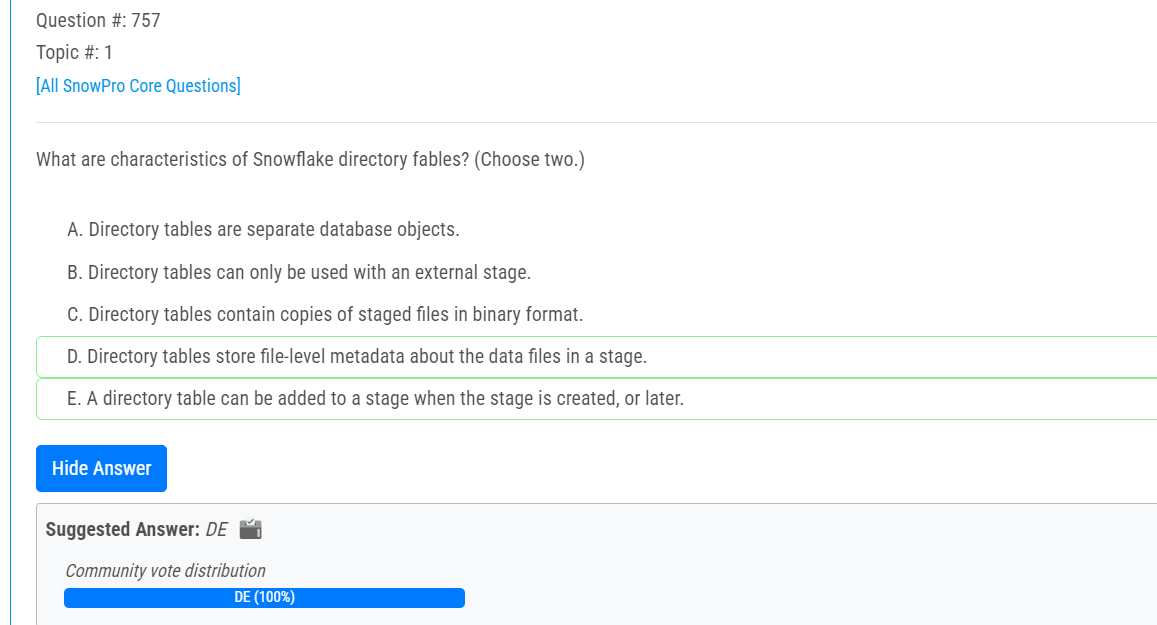 Question #: 757
Topic #: 1
[All SnowPro Core Questions]
What are characteristics of Snowflake directory fables? (Choose two.)
A. Directory tables are separate database objects.
B. Directory tables can only be used with an external stage.
C. Directory tables contain copies of staged files in binary format.
D. Directory tables store file-level metadata about the data files in a stage.
E. A directory table can be added to a stage when the stage is created, or later.
Hide Answer
Suggested Answer: DE
Community vote distribution
DE (100%)